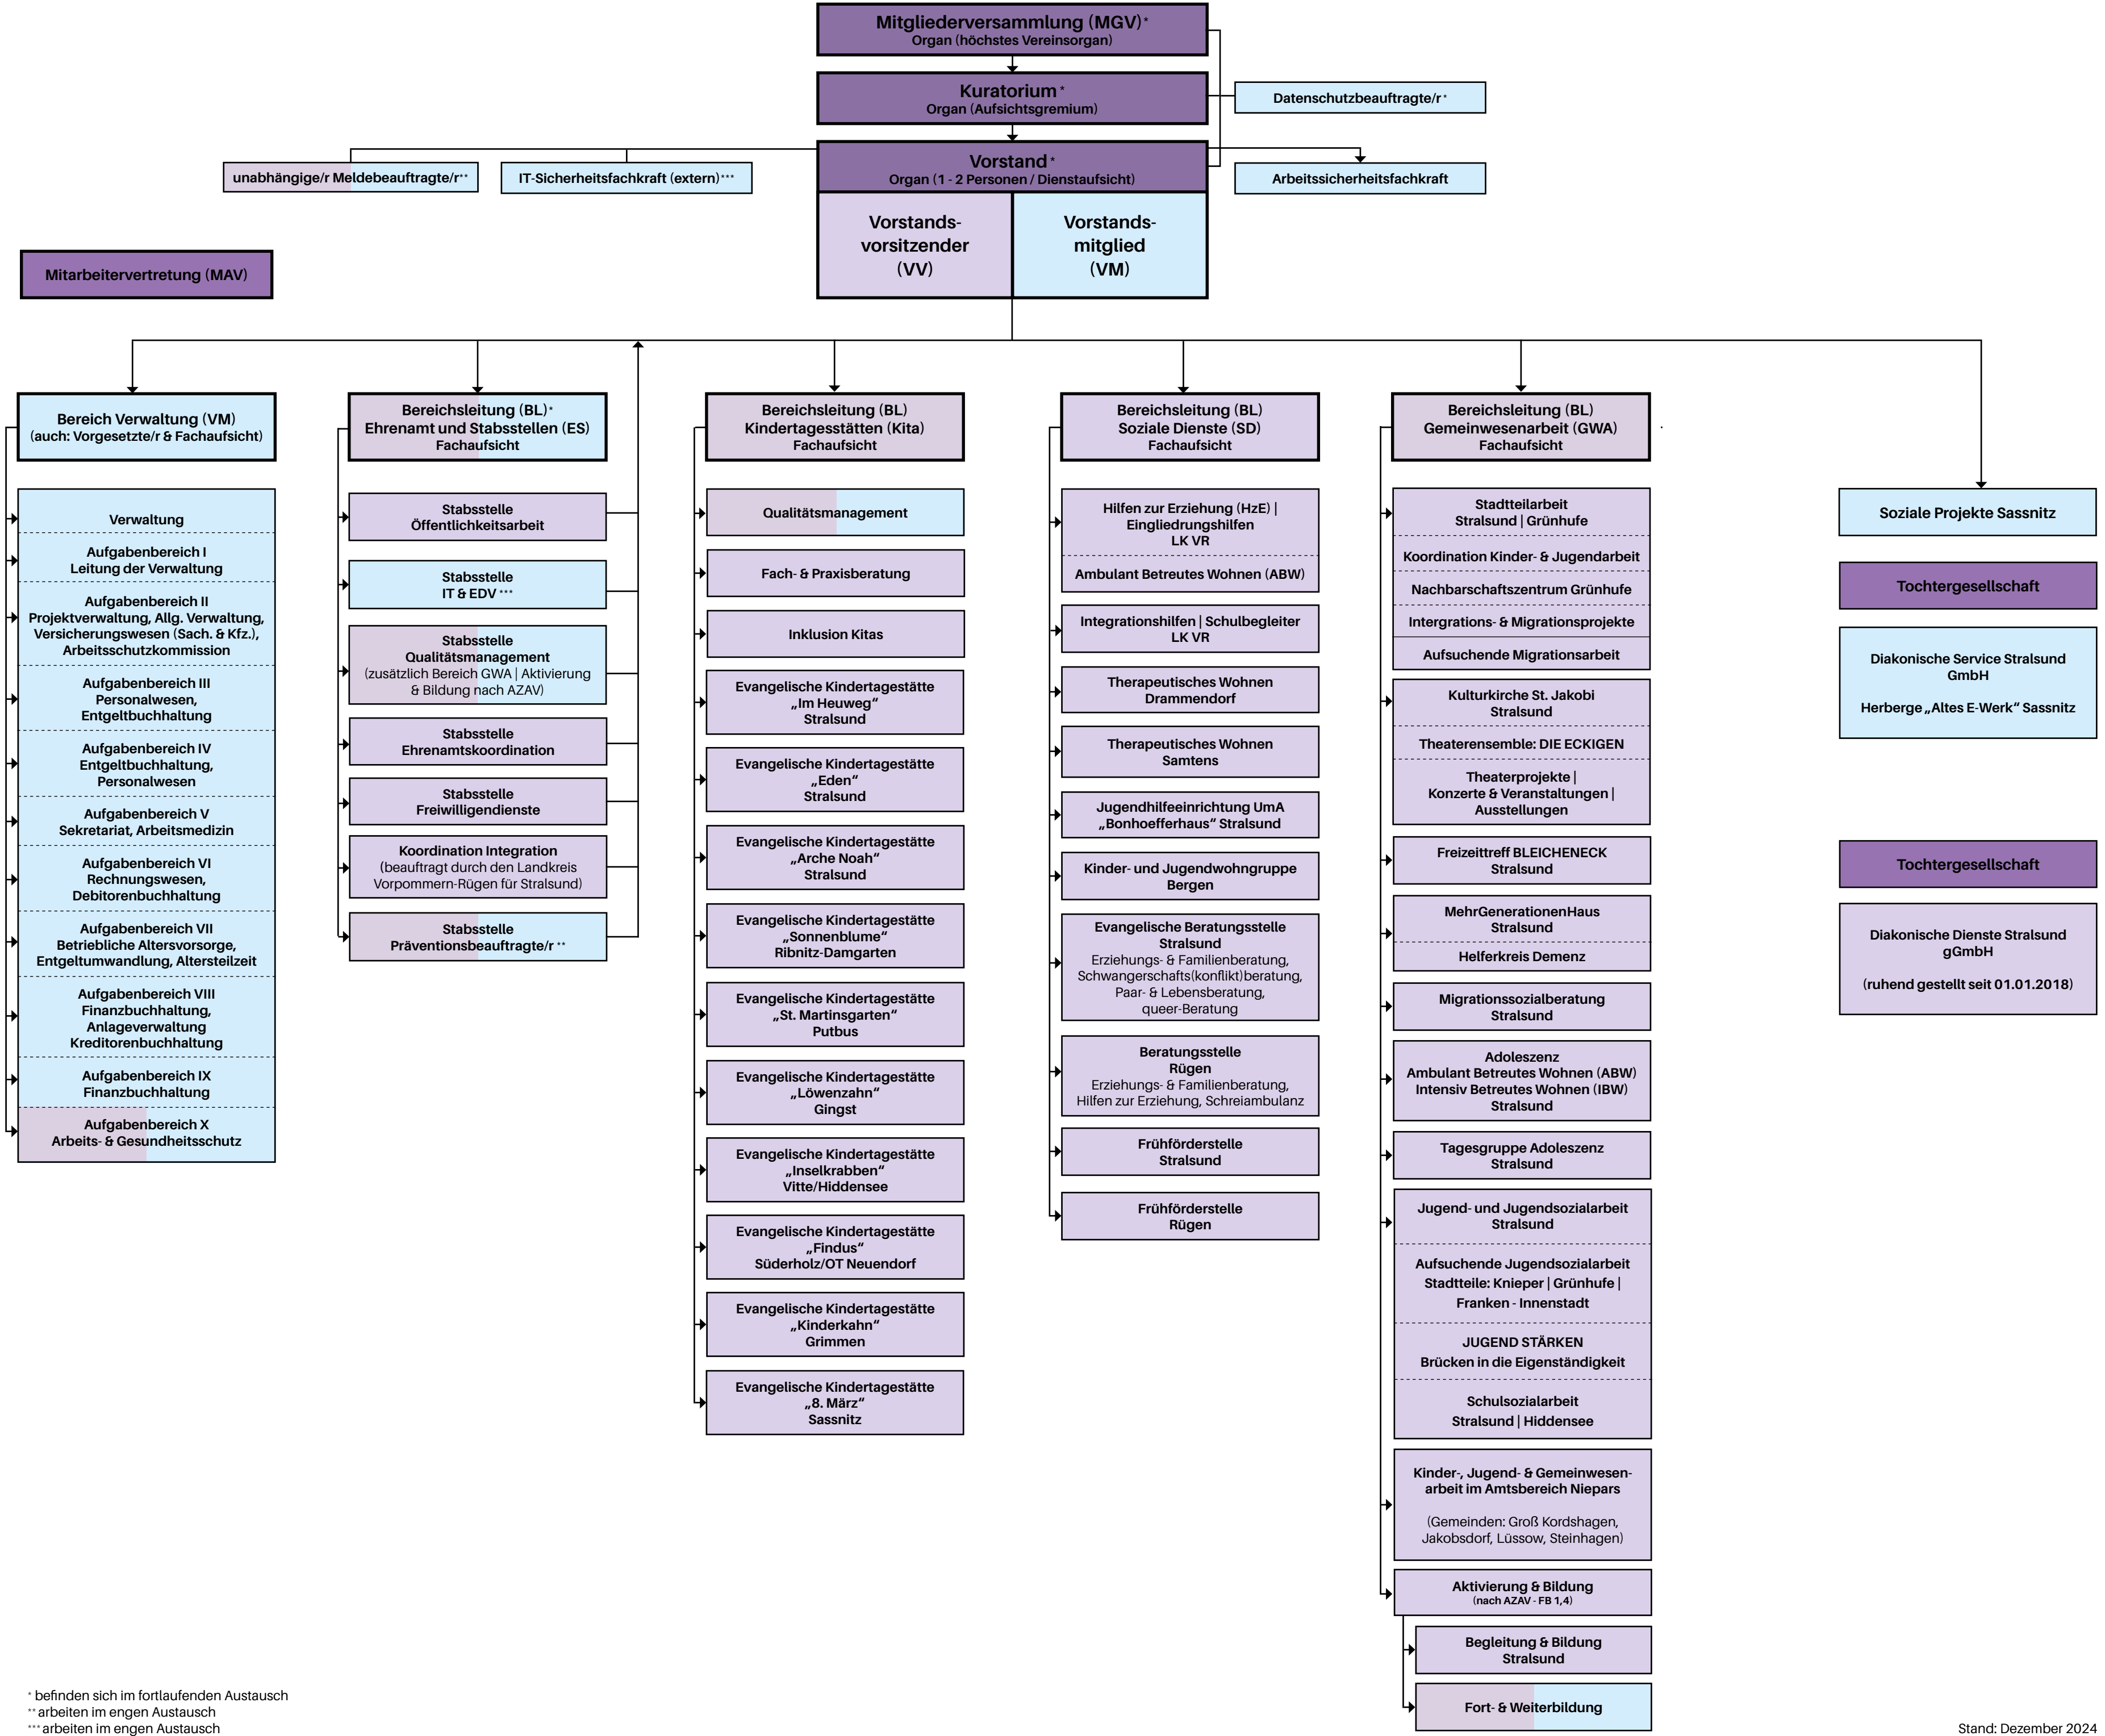 Mitgliederversammlung (MGV)*
Organ (höchstes Vereinsorgan)
Kuratorium *
Organ (Aufsichtsgremium)
Datenschutzbeauftragte/r *
Vorstand *
Organ (1 - 2 Personen / Dienstaufsicht)
unabhängige/r Meldebeauftragte/r**
IT-Sicherheitsfachkraft (extern)***
Arbeitssicherheitsfachkraft
Vorstands-
vorsitzender
(VV)
Vorstands-
mitglied
(VM)
Mitarbeitervertretung (MAV)
Bereich Verwaltung (VM)
(auch: Vorgesetzte/r & Fachaufsicht)
Verwaltung
Aufgabenbereich I
Leitung der Verwaltung
Aufgabenbereich II
Projektverwaltung, Allg. Verwaltung,
Versicherungswesen (Sach. & Kfz.),
Arbeitsschutzkommission
Aufgabenbereich III
Personalwesen,
Entgeltbuchhaltung
Aufgabenbereich IV
Entgeltbuchhaltung,
Personalwesen
Aufgabenbereich V
Sekretariat, Arbeitsmedizin
Aufgabenbereich VI
Rechnungswesen,
Debitorenbuchhaltung
Aufgabenbereich VII
Betriebliche Altersvorsorge,
Entgeltumwandlung, Altersteilzeit
Aufgabenbereich VIII
Finanzbuchhaltung,
Anlageverwaltung
Kreditorenbuchhaltung
Aufgabenbereich IX
Finanzbuchhaltung
Aufgabenbereich X
Arbeits- & Gesundheitsschutz
Bereichsleitung (BL)*
Ehrenamt und Stabsstellen (ES)
Fachaufsicht
Stabsstelle
Öffentlichkeitsarbeit
Stabsstelle
IT & EDV ***
Stabsstelle
Qualitätsmanagement
(zusätzlich Bereich GWA | Aktivierung
& Bildung nach AZAV)
Stabsstelle
Ehrenamtskoordination
Stabsstelle
Freiwilligendienste
Koordination Integration
(beauftragt durch den Landkreis
Vorpommern-Rügen für Stralsund)
Stabsstelle
Präventionsbeauftragte/r **
Bereichsleitung (BL)
Kindertagesstätten (Kita)
Fachaufsicht
Qualitätsmanagement
Fach- & Praxisberatung
Inklusion Kitas
Evangelische Kindertagestätte
„Im Heuweg“
Stralsund
Evangelische Kindertagestätte
„Eden“
Stralsund
Evangelische Kindertagestätte
„Arche Noah“
Stralsund
Evangelische Kindertagestätte
„Sonnenblume“
Ribnitz-Damgarten
Evangelische Kindertagestätte
„St. Martinsgarten“
Putbus
Evangelische Kindertagestätte
„Löwenzahn“
Gingst
Evangelische Kindertagestätte
„Inselkrabben“
Vitte/Hiddensee
Evangelische Kindertagestätte
„Findus“
Süderholz/OT Neuendorf
Evangelische Kindertagestätte
„Kinderkahn“
Grimmen
Evangelische Kindertagestätte
„8. März“
Sassnitz
Bereichsleitung (BL)
Soziale Dienste (SD)
Fachaufsicht
Hilfen zur Erziehung (HzE) |
Eingliedrungshilfen
LK VR
Ambulant Betreutes Wohnen (ABW)
Integrationshilfen | Schulbegleiter
LK VR
Therapeutisches Wohnen
Drammendorf
Therapeutisches Wohnen
Samtens
Jugendhilfeeinrichtung UmA
„Bonhoefferhaus“ Stralsund
Kinder- und Jugendwohngruppe
Bergen
Evangelische Beratungsstelle
Stralsund
Erziehungs- & Familienberatung,
Schwangerschafts(konflikt)beratung,
Paar- & Lebensberatung,
queer-Beratung
Beratungsstelle
Rügen
Erziehungs- & Familienberatung,
Hilfen zur Erziehung, Schreiambulanz
Frühförderstelle
Stralsund
Frühförderstelle
Rügen
Bereichsleitung (BL)
Gemeinwesenarbeit (GWA)
Fachaufsicht
Stadtteilarbeit
Stralsund | Grünhufe
Koordination Kinder- & Jugendarbeit
Nachbarschaftszentrum Grünhufe
Intergrations- & Migrationsprojekte
Aufsuchende Migrationsarbeit
Kulturkirche St. Jakobi
Stralsund
Theaterensemble: DIE ECKIGEN
Theaterprojekte |
Konzerte & Veranstaltungen |
Ausstellungen
Freizeittreff BLEICHENECK
Stralsund
MehrGenerationenHaus
Stralsund
Helferkreis Demenz
Migrationssozialberatung
Stralsund
Adoleszenz
Ambulant Betreutes Wohnen (ABW)
Intensiv Betreutes Wohnen (IBW)
Stralsund
Tagesgruppe Adoleszenz
Stralsund
Jugend- und Jugendsozialarbeit
Stralsund
Aufsuchende Jugendsozialarbeit
Stadtteile: Knieper | Grünhufe |
Franken - Innenstadt
JUGEND STÄRKEN
Brücken in die Eigenständigkeit
Schulsozialarbeit
Stralsund | Hiddensee
Kinder-, Jugend- & Gemeinwesen-
arbeit im Amtsbereich Niepars
(Gemeinden: Groß Kordshagen,
Jakobsdorf, Lüssow, Steinhagen)
Aktivierung & Bildung
(nach AZAV - FB 1,4)
Begleitung & Bildung
Stralsund
Fort- & Weiterbildung
Soziale Projekte Sassnitz
Tochtergesellschaft
Diakonische Service Stralsund
GmbH
Herberge „Altes E-Werk“ Sassnitz
Tochtergesellschaft
Diakonische Dienste Stralsund
gGmbH
(ruhend gestellt seit 01.01.2018)
* befinden sich im fortlaufenden Austausch
** arbeiten im engen Austausch
*** arbeiten im engen Austausch
Stand: Dezember 2024